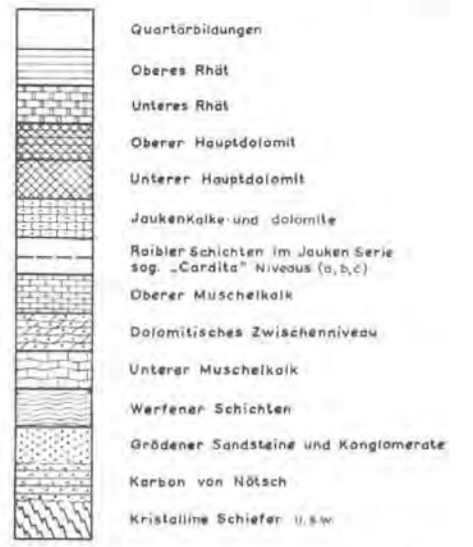 Quartärbildungen
Oberes Rhät
Unteres Rhät
Oberer Hauptdolomit
Unterer Hauptdolomit
JaukenKalke-und dolomite
Raibler Schichten im Jauken Serie
sog. „Cardita" Niveaus (a,b,c)
Oberer Muschelkalk
Dolomitisches Zwischenniveau
Unterer Muschelkalk
Werfener Schichten
Grödener Sandsteine und Konglomerate
Karbon von Nötsch
Kristalline Schiefer u.s.w.